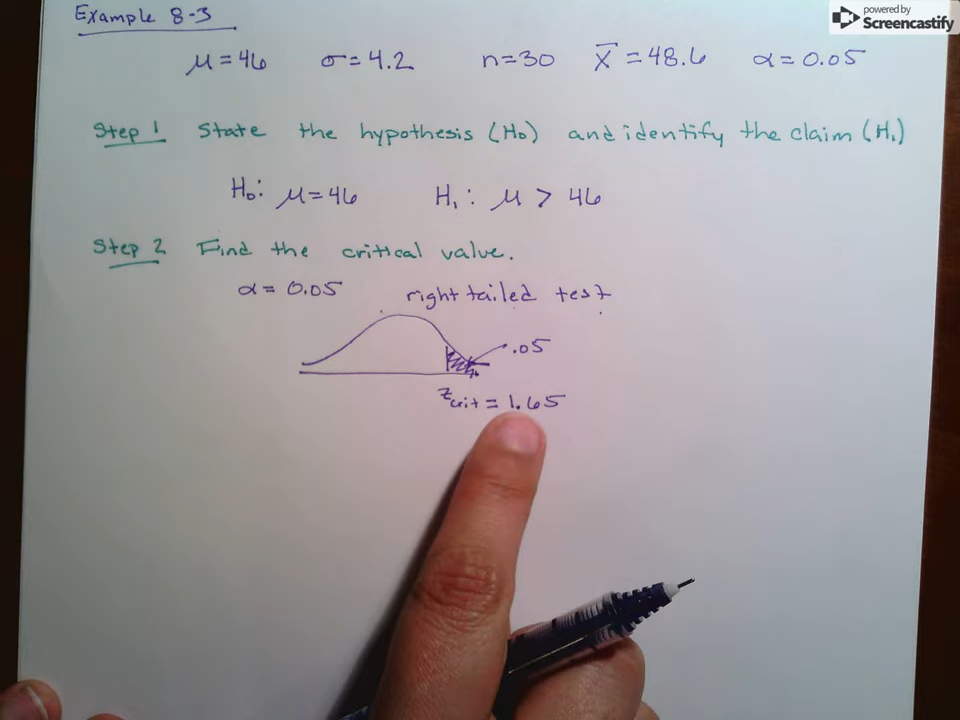 Example 8-3
powered by
Screencastify
μ = 46 σ = 4.2 n = 30 x̄ = 48.6 α = 0.05
Step 1 State the hypothesis (H₀) and identify the claim (H₁)
H₀: μ = 46 H₁: μ > 46
Step 2 Find the critical value.
α = 0.05 right tailed test.
.05
z crit = 1.65